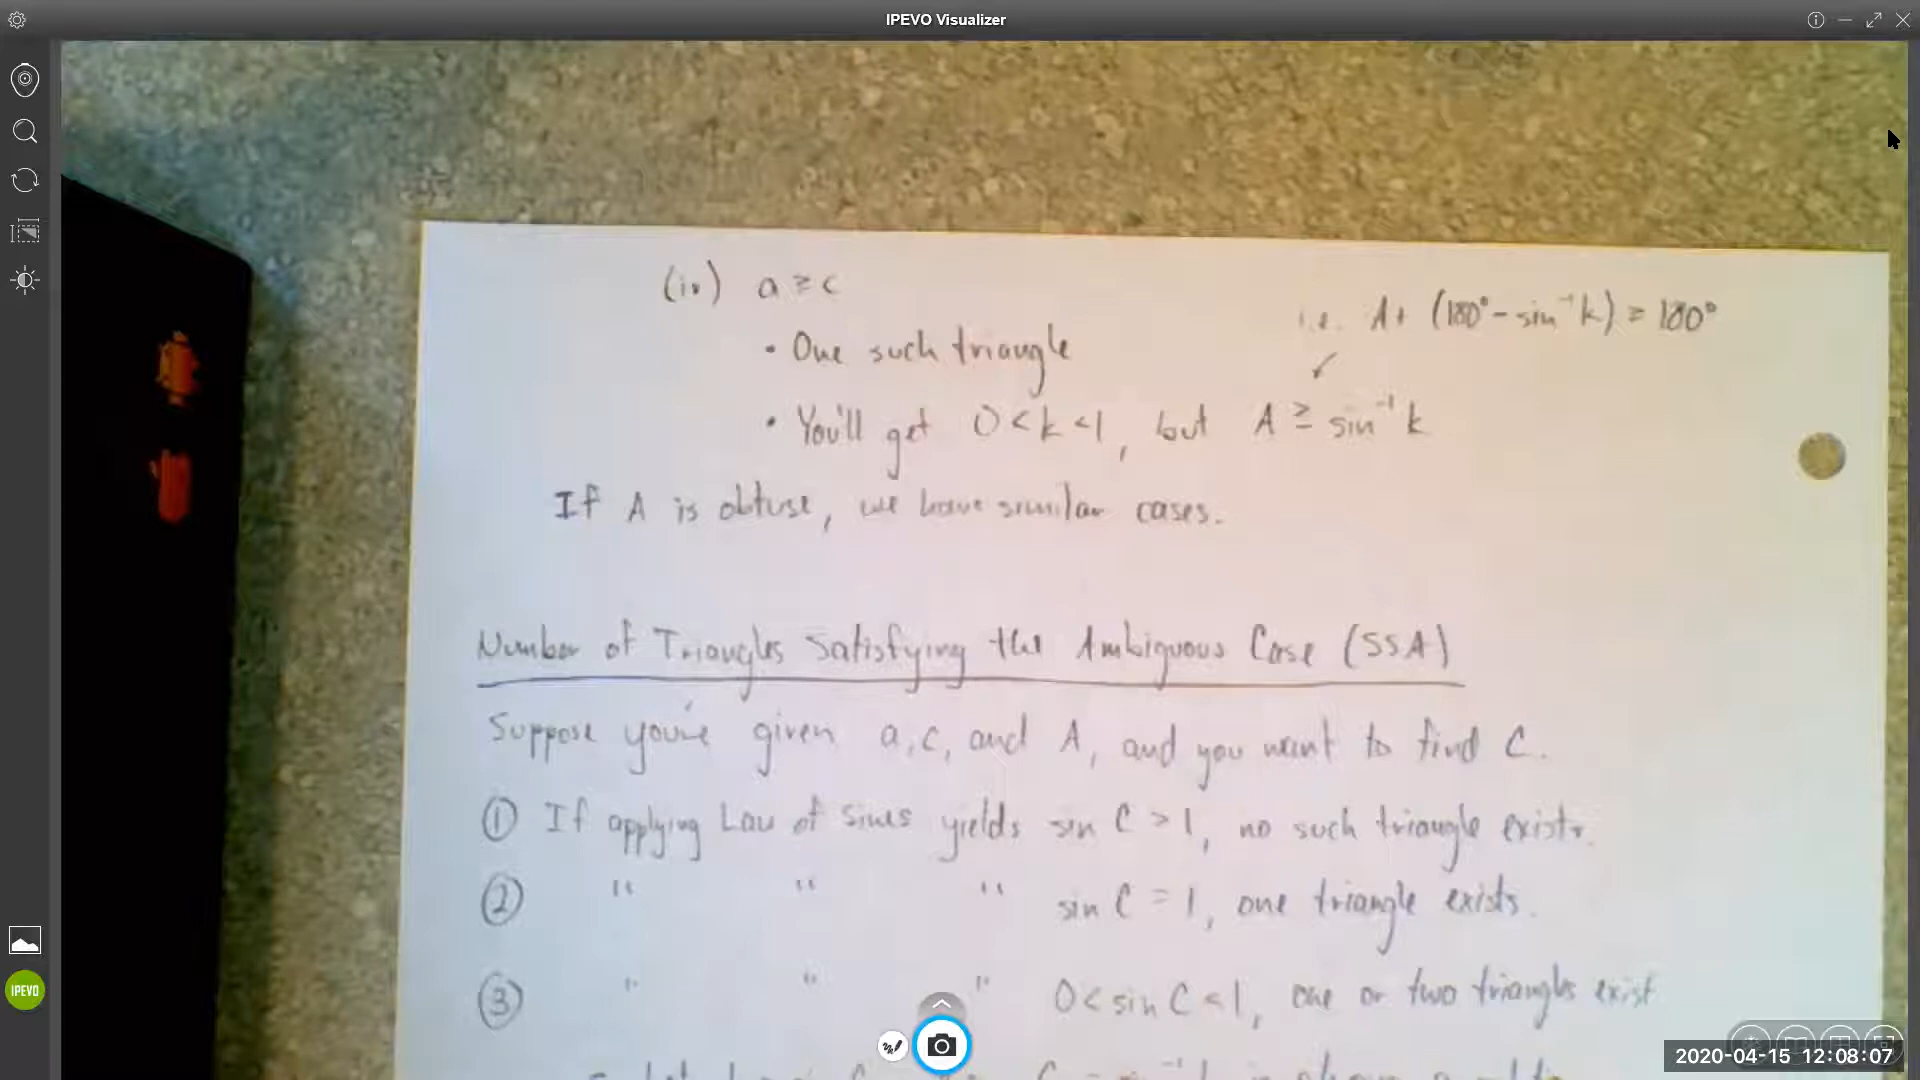 IPEVO Visualizer
(iv) a ≥ c
i.e. A + (180° - sin⁻¹ k) ≥ 180°
• One such triangle
• You'll get 0 < k < 1, but A ≥ sin⁻¹ k
If A is obtuse, we have similar cases.
Number of Triangles Satisfying the Ambiguous Case (SSA)
Suppose you're given a, c, and A, and you want to find C.
① If applying Law of Sines yields sin C > 1, no such triangle exists.
② " " " sin C = 1, one triangle exists.
③ " " " 0 < sin C < 1, one or two triangles exist
IPEVO
2020-04-15 12:08:07